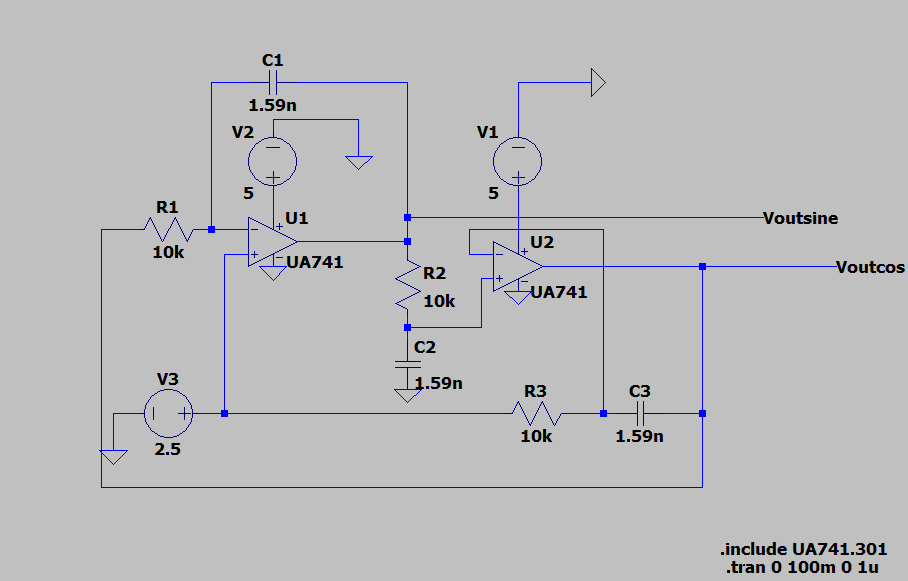 C1
1.59n
V2
V1
5
5
R1
10k
U1
UA741
Voutsine
U2
UA741
Voutcos
R2
10k
C2
1.59n
V3
2.5
R3
10k
C3
1.59n
.include UA741.301
.tran 0 100m 0 1u